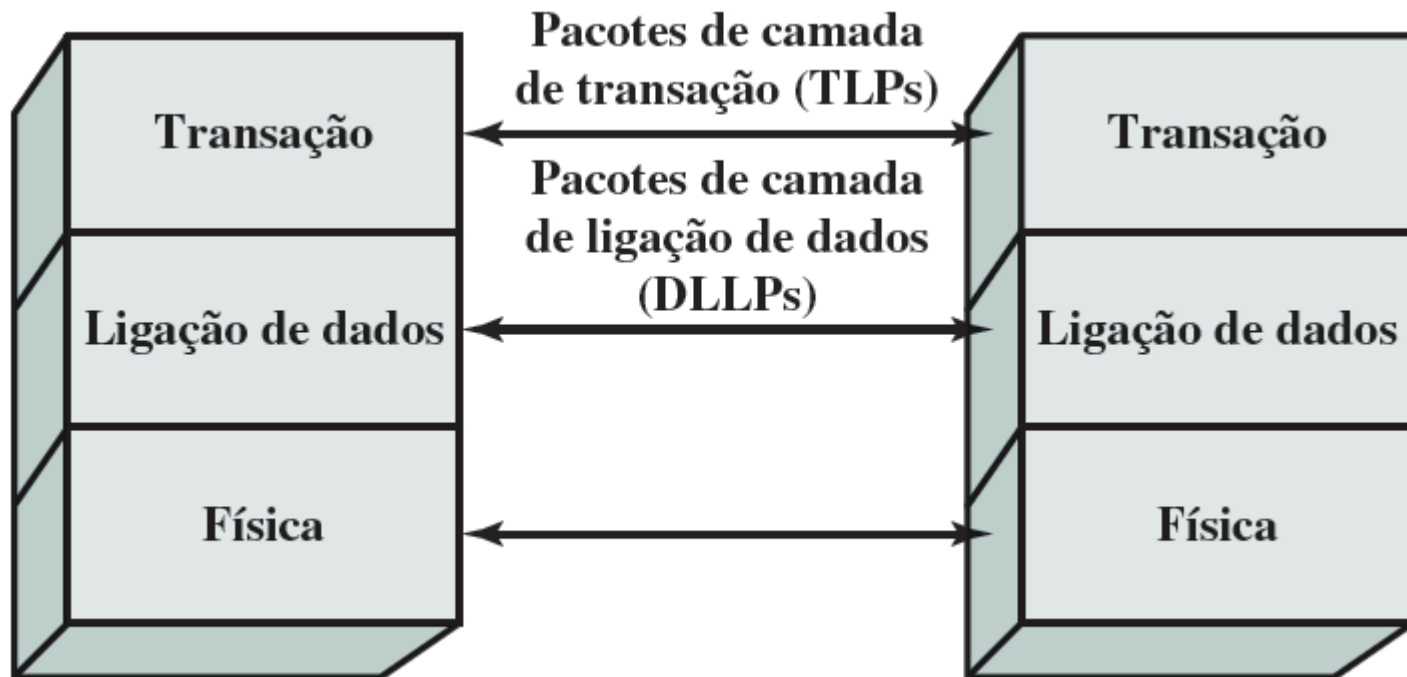 Pacotes de camada
de transação (TLPs)
Transação
Transação
Pacotes de camada
de ligação de dados
(DLLPs)
Ligação de dados
Ligação de dados
Física
Física